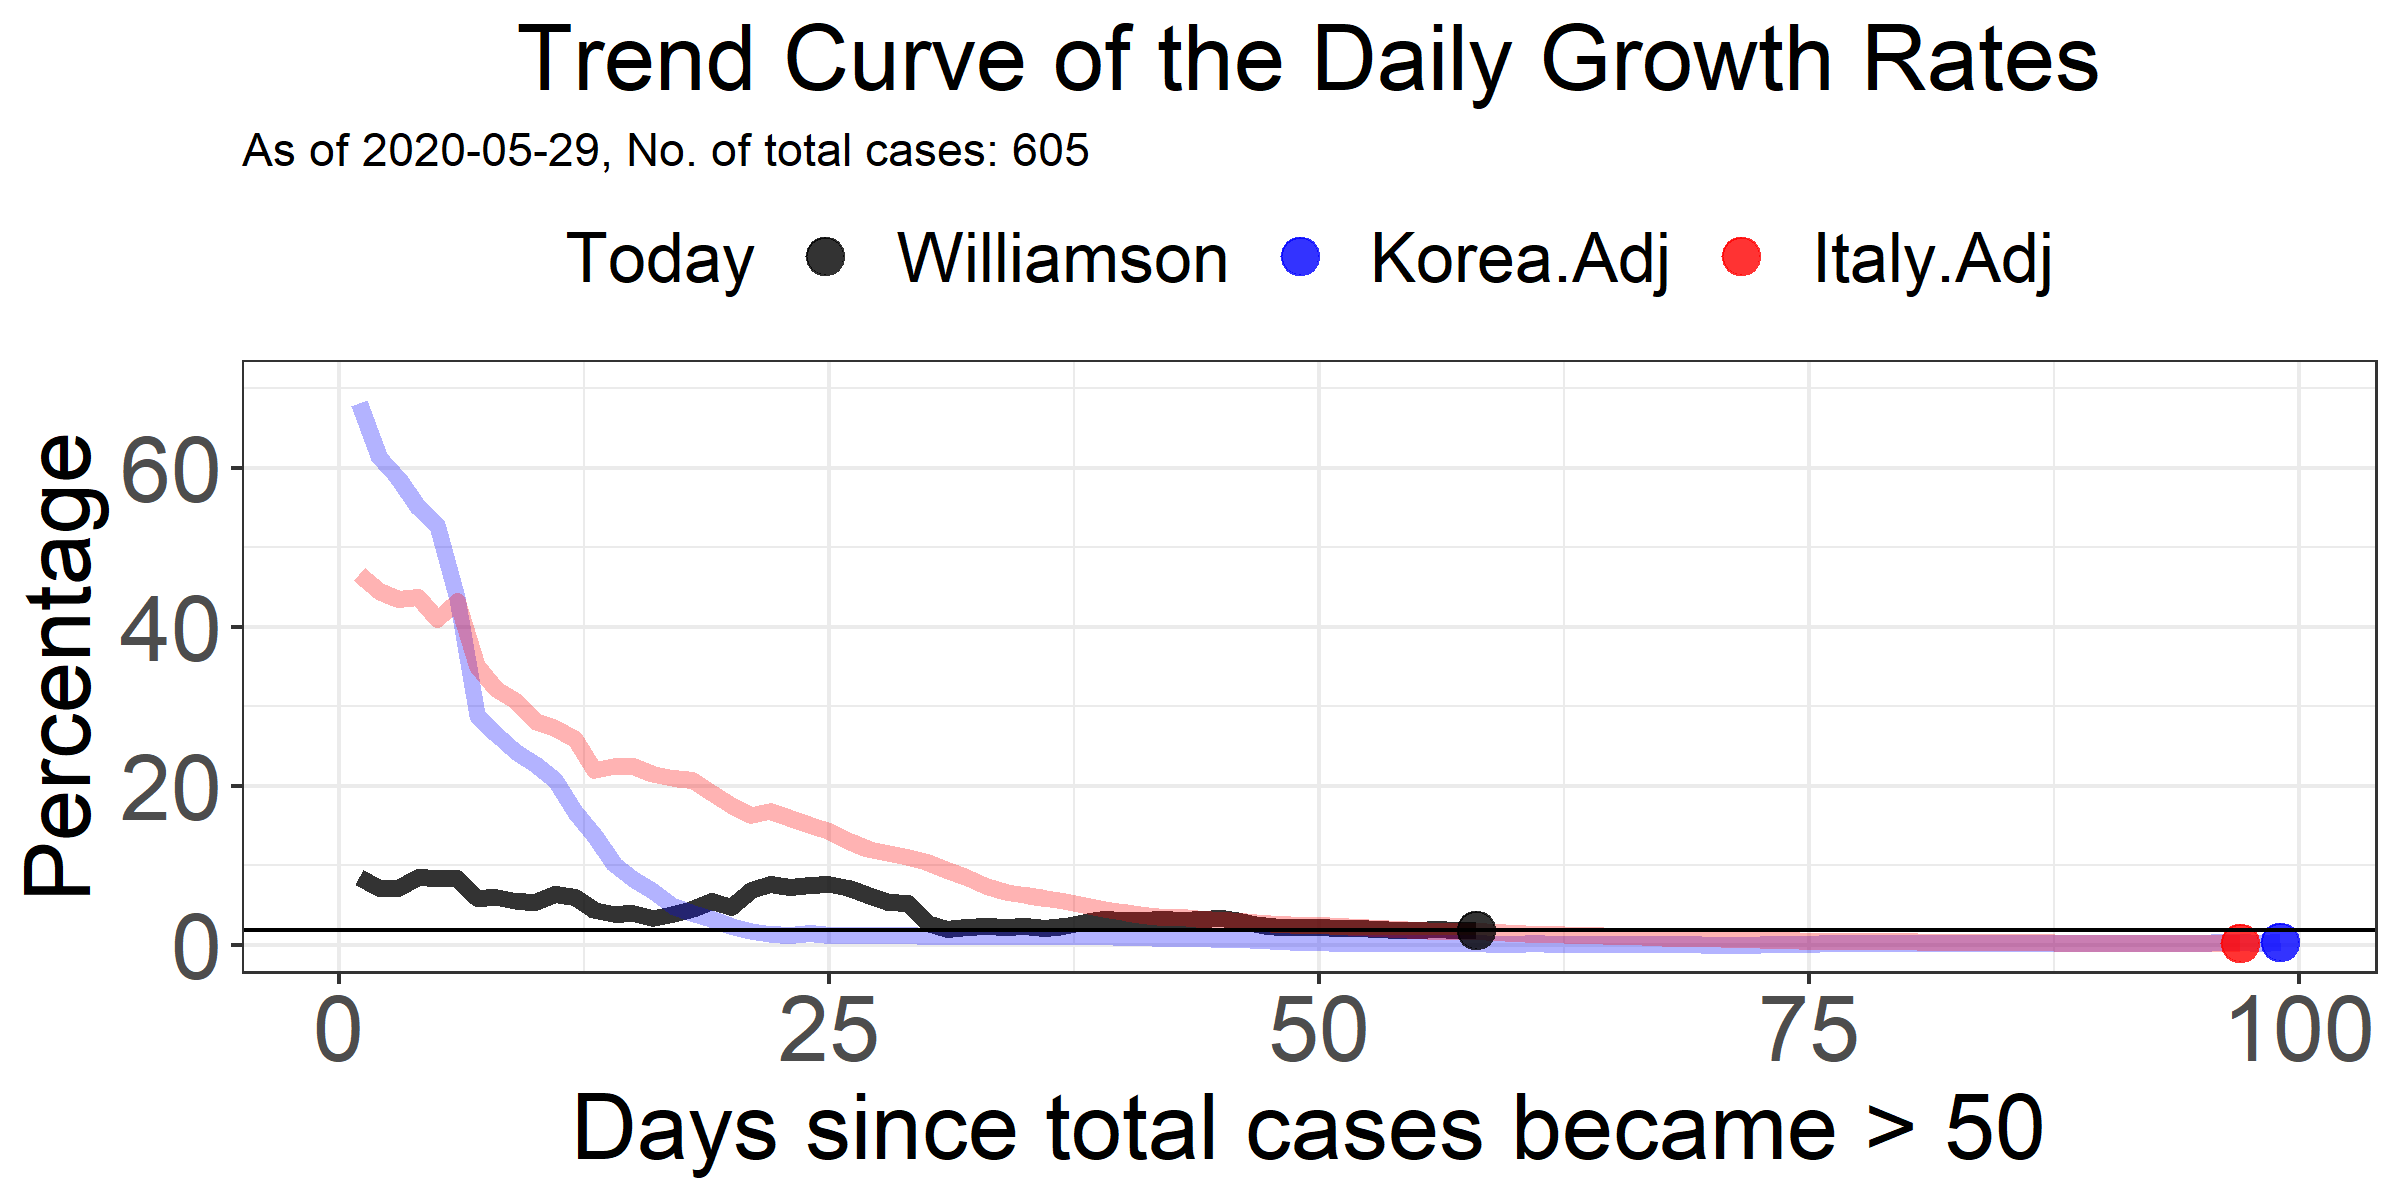 Trend Curve of the Daily Growth Rates
As of 2020-05-29, No. of total cases: 605
Today Williamson Korea.Adj Italy.Adj
Percentage
60
40
20
0
0 25 50 75 100
Days since total cases became > 50